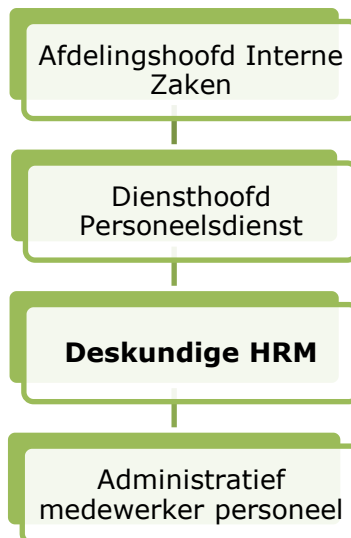 Afdelingshoofd Interne
Zaken
Diensthoofd
Personeelsdienst
Deskundige HRM
Administratief
medewerker personeel